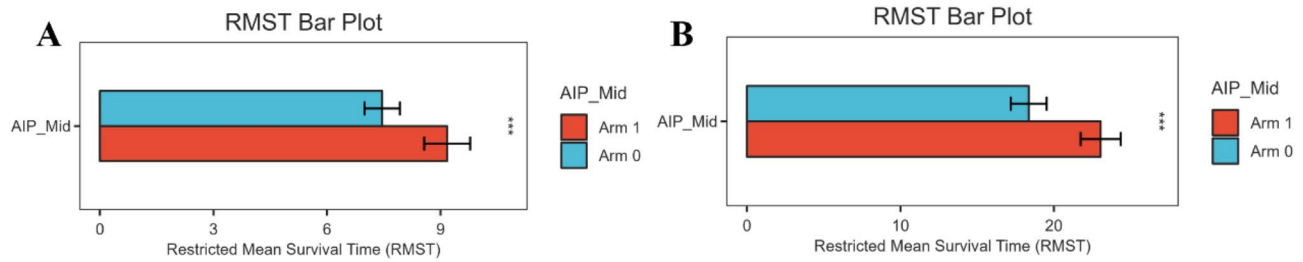 A
RMST Bar Plot
AIP_Mid
***
0 3 6 9
Restricted Mean Survival Time (RMST)
AIP_Mid
Arm 1
Arm 0
B
RMST Bar Plot
AIP_Mid
***
0 10 20
Restricted Mean Survival Time (RMST)
AIP_Mid
Arm 1
Arm 0